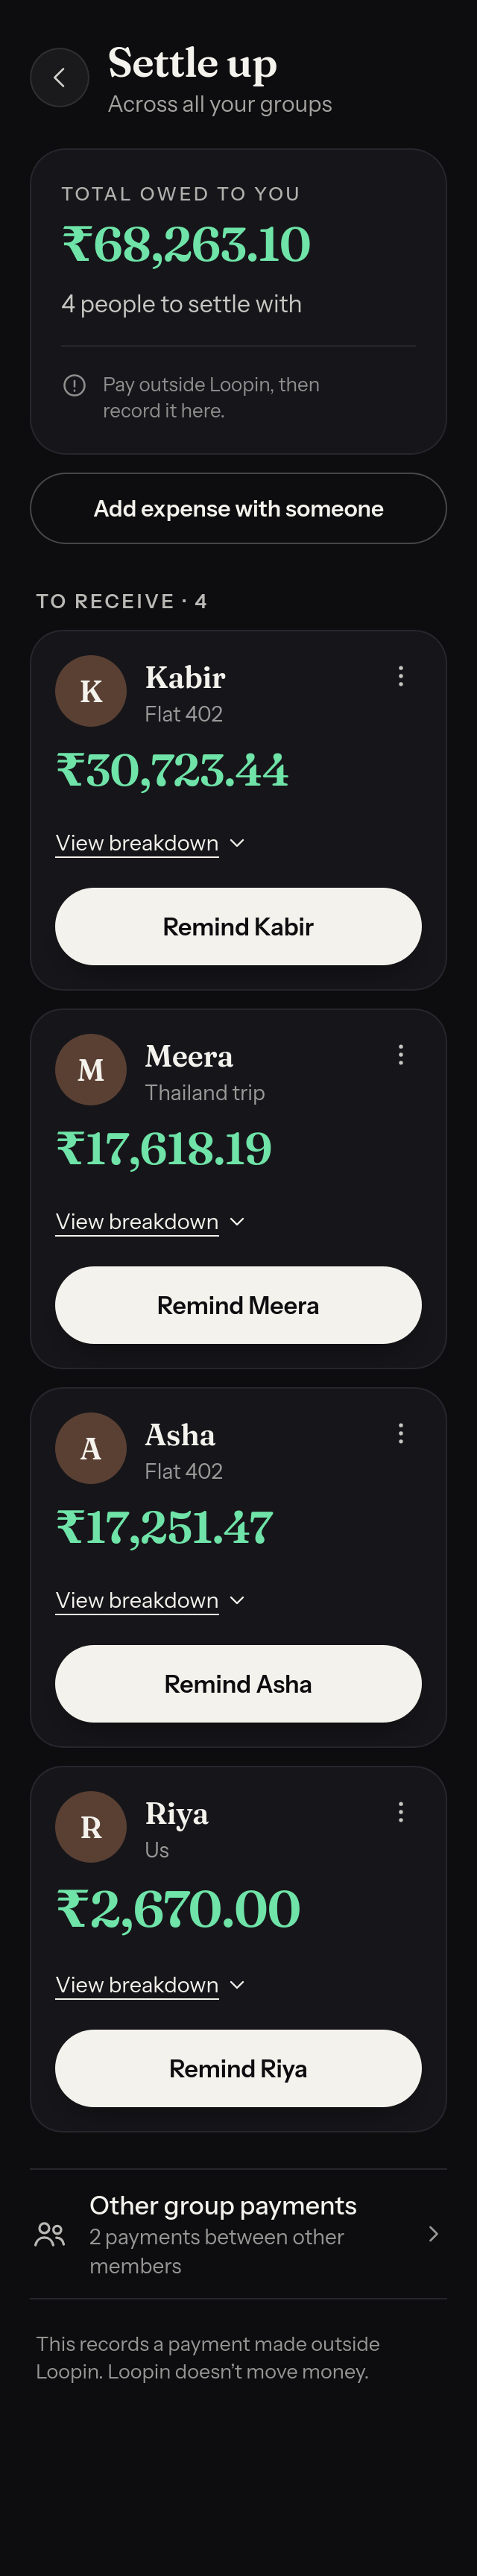 Settle up
Across all your groups
TOTAL OWED TO YOU
₹68,263.10
4 people to settle with
Pay outside Loopin, then
record it here.
Add expense with someone
TO RECEIVE · 4
K
Kabir
Flat 402
₹30,723.44
View breakdown
Remind Kabir
M
Meera
Thailand trip
₹17,618.19
View breakdown
Remind Meera
A
Asha
Flat 402
₹17,251.47
View breakdown
Remind Asha
R
Riya
Us
₹2,670.00
View breakdown
Remind Riya
Other group payments
2 payments between other
members
This records a payment made outside
Loopin. Loopin doesn’t move money.